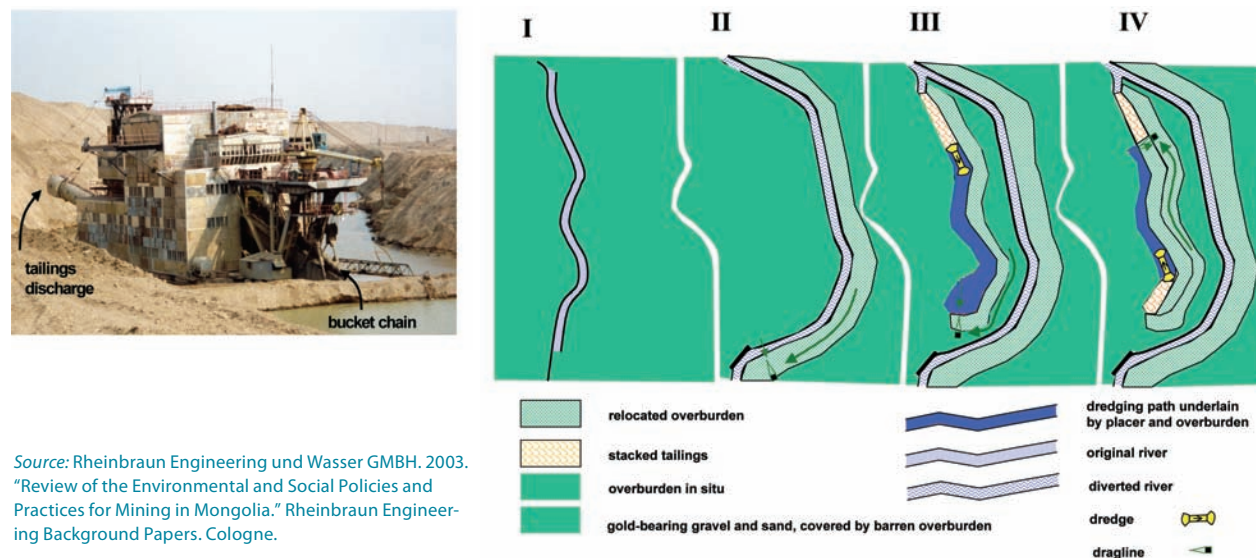 tailings
discharge
bucket chain
Source: Rheinbraun Engineering und Wasser GMBH. 2003.
“Review of the Environmental and Social Policies and
Practices for Mining in Mongolia.” Rheinbraun Engineer-
ing Background Papers. Cologne.
I II III IV
relocated overburden
stacked tailings
overburden in situ
gold-bearing gravel and sand, covered by barren overburden
dredging path underlain
by placer and overburden
original river
diverted river
dredge
dragline